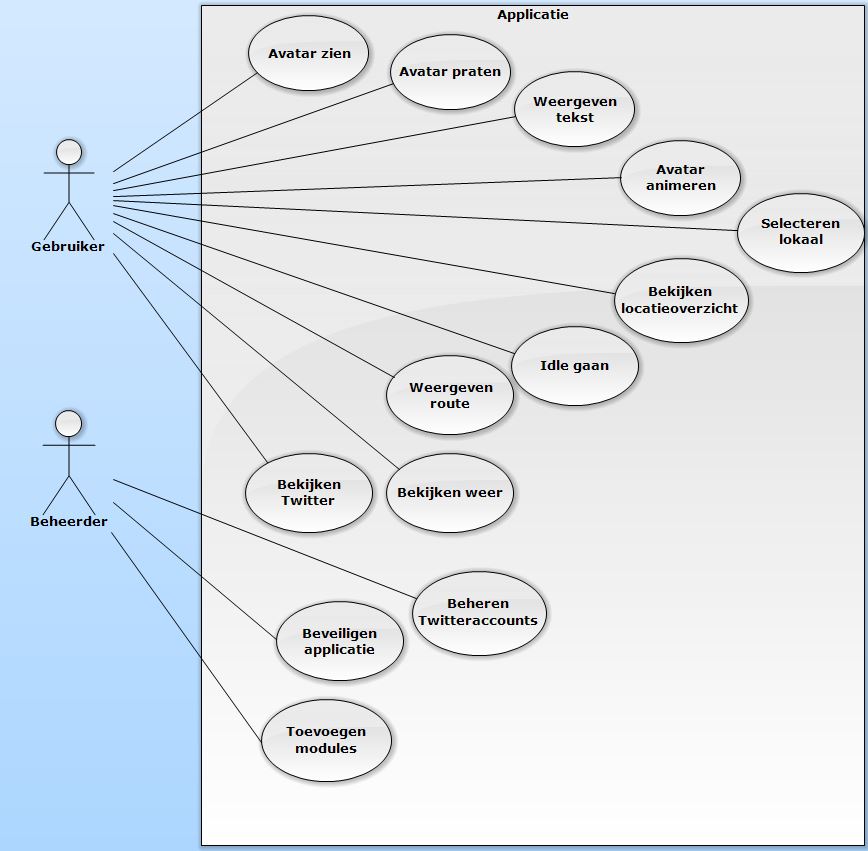 Applicatie
Avatar zien
Avatar praten
Weergeven
tekst
Avatar
animeren
Selecteren
lokaal
Gebruiker
Bekijken
locatieoverzicht
Idle gaan
Weergeven
route
Bekijken
Twitter
Bekijken weer
Beheerder
Beheren
Twitteraccounts
Beveiligen
applicatie
Toevoegen
modules